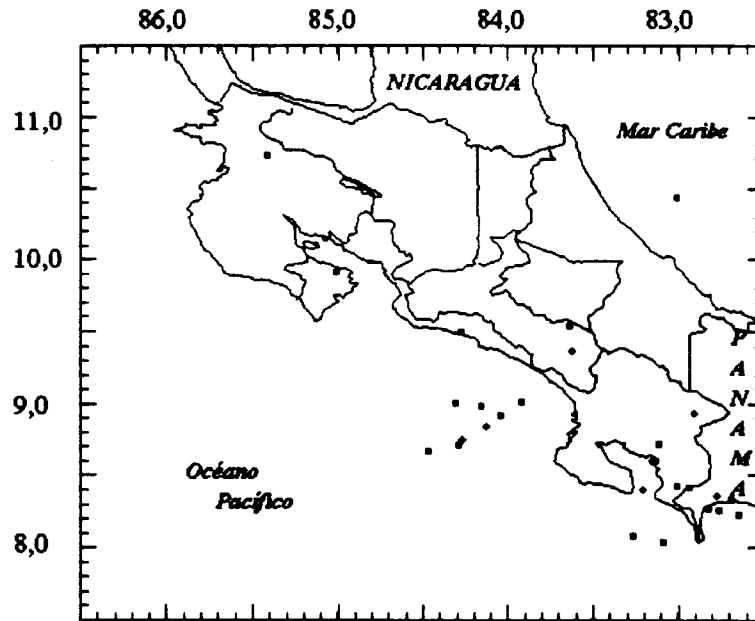 86,0 85,0 84,0 83,0
NICARAGUA
11,0
Mar Caribe
10,0
PANAMA
9,0
Océano
Pacífico
8,0